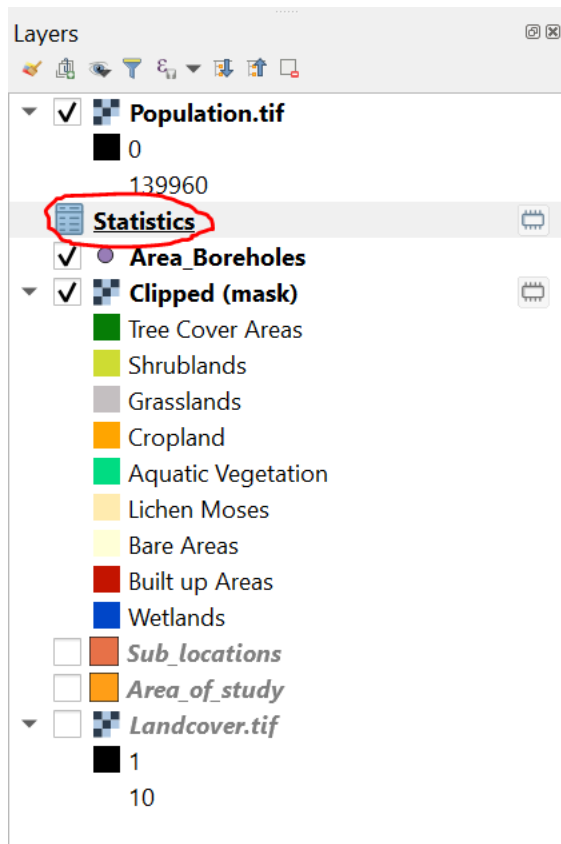 Layers
Population.tif
0
139960
Statistics
Area_Boreholes
Clipped (mask)
Tree Cover Areas
Shrublands
Grasslands
Cropland
Aquatic Vegetation
Lichen Moses
Bare Areas
Built up Areas
Wetlands
Sub_locations
Area_of_study
Landcover.tif
1
10